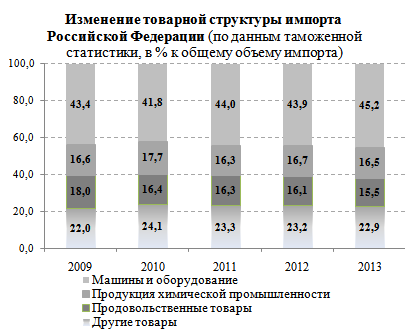 Изменение товарной структуры импорта
Российской Федерации (по данным таможенной
статистики, в % к общему объему импорта)
100,0
80,0
60,0
40,0
20,0
0,0
43,4 41,8 44,0 43,9 45,2
16,6 17,7 16,3 16,7 16,5
18,0 16,4 16,3 16,1 15,5
22,0 24,1 23,3 23,2 22,9
2009 2010 2011 2012 2013
Машины и оборудование
Продукция химической промышленности
Продовольственные товары
Другие товары